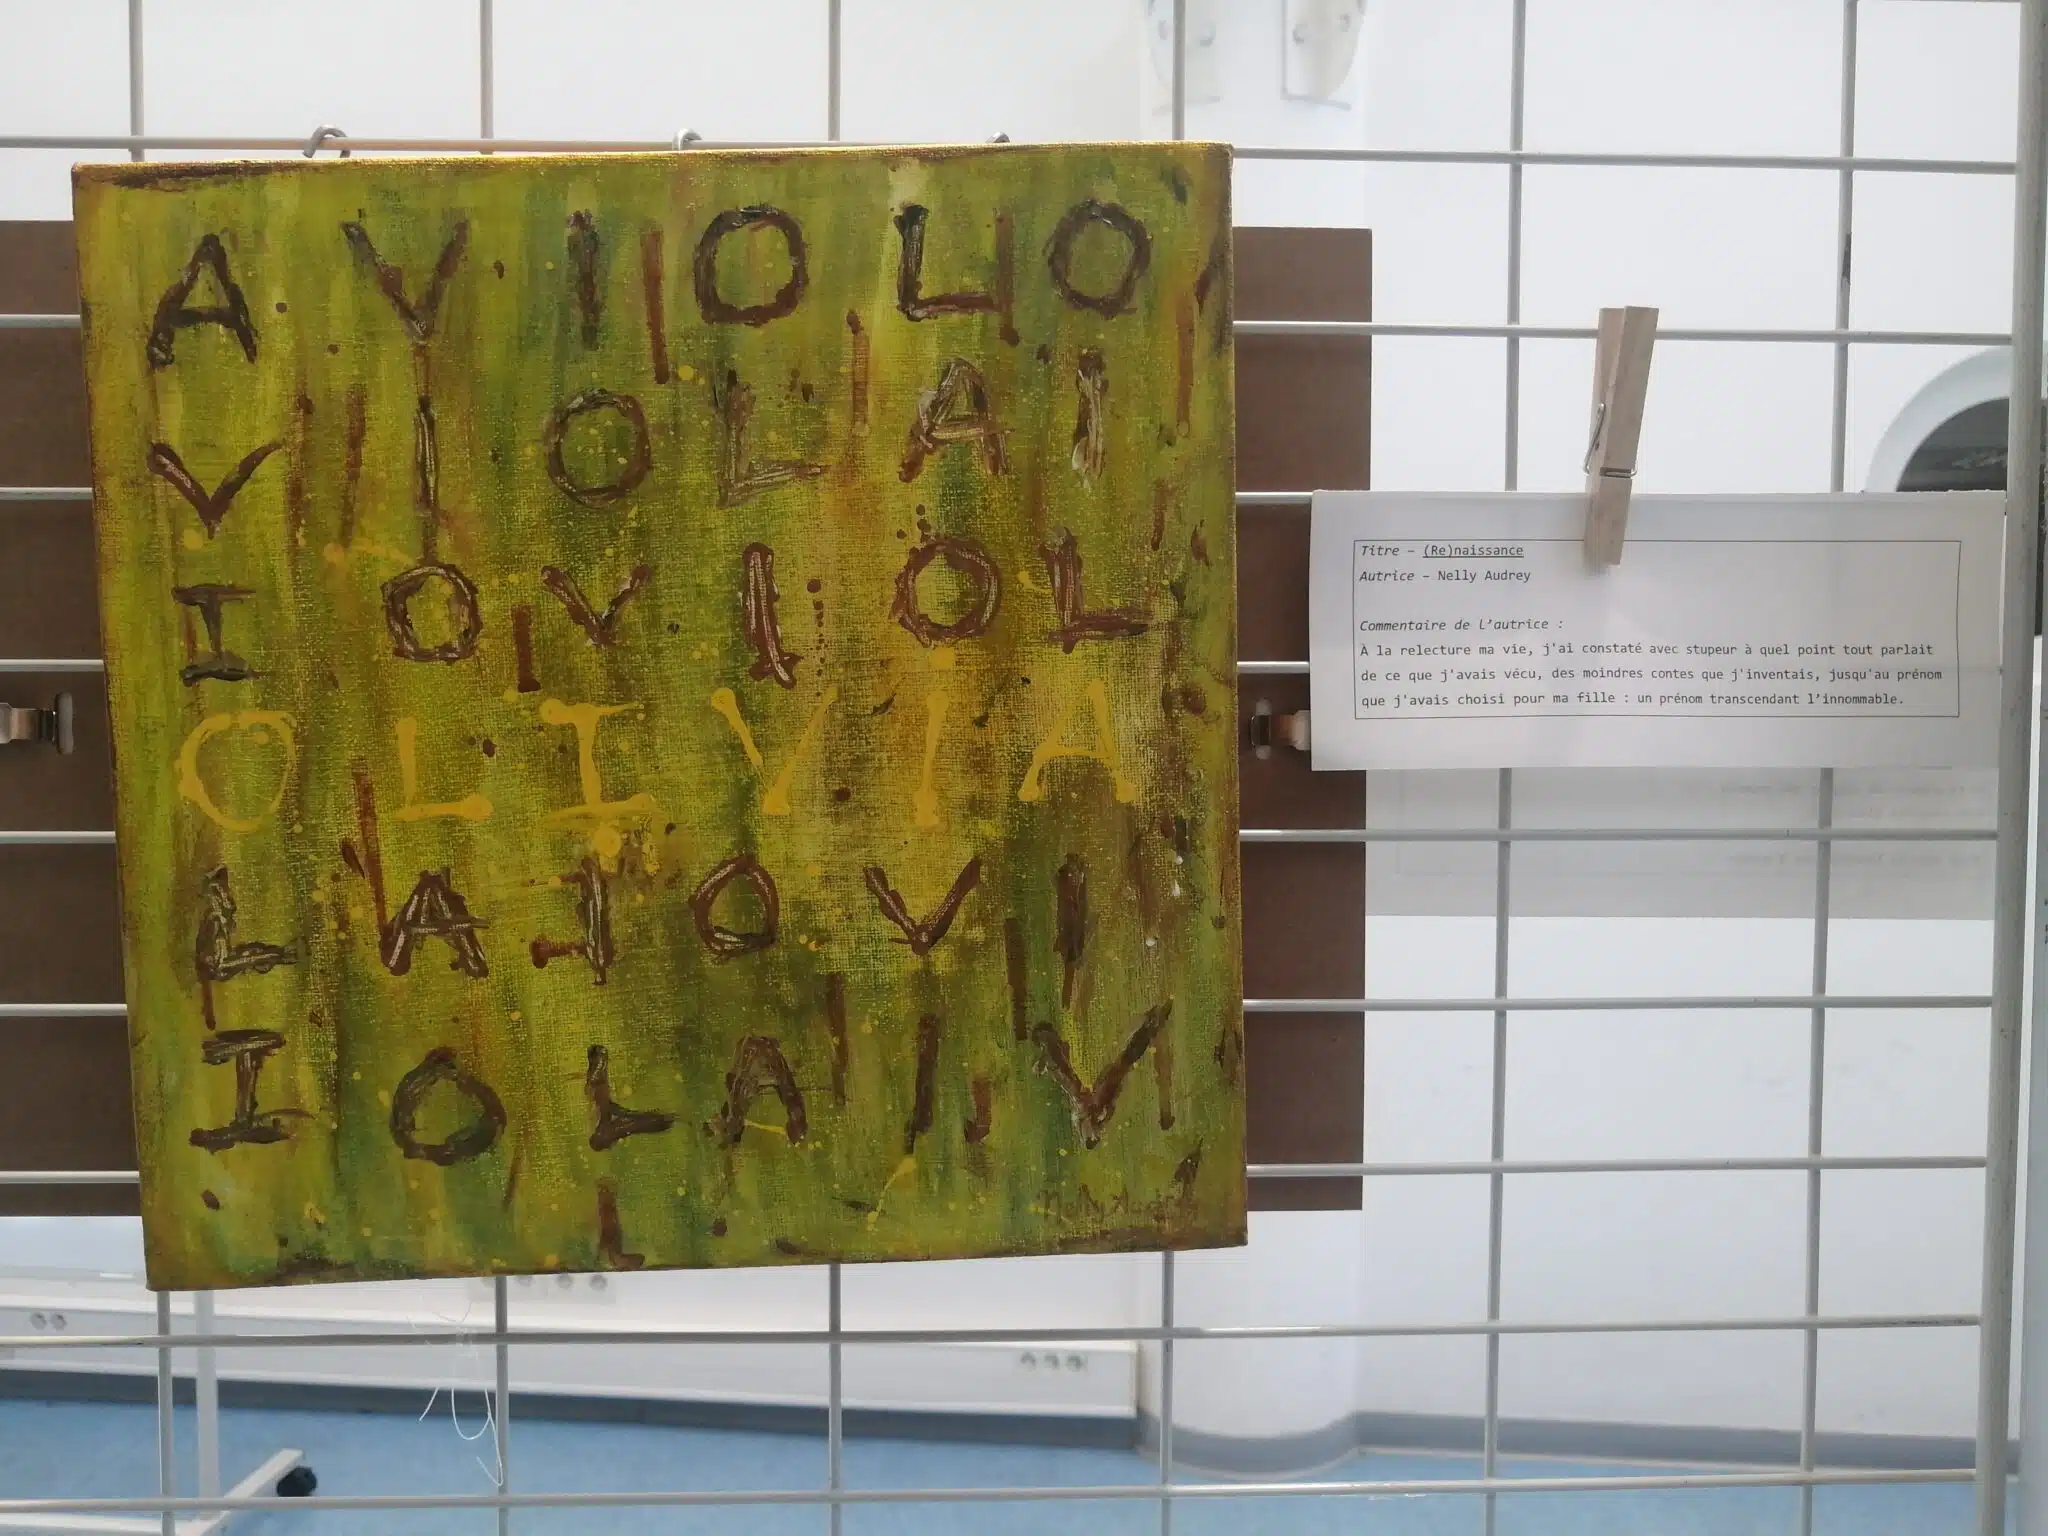 A Y I O L O
V I O L A I
I O V I O L
O L I V I A
L A I O V I
I O L A I V
Nelly Audrey
Titre – (Re)naissance
Autrice – Nelly Audrey
Commentaire de l'autrice :
À la relecture ma vie, j'ai constaté avec stupeur à quel point tout parlait
de ce que j'avais vécu, des moindres contes que j'inventais, jusqu'au prénom
que j'avais choisi pour ma fille : un prénom transcendant l’innommable.